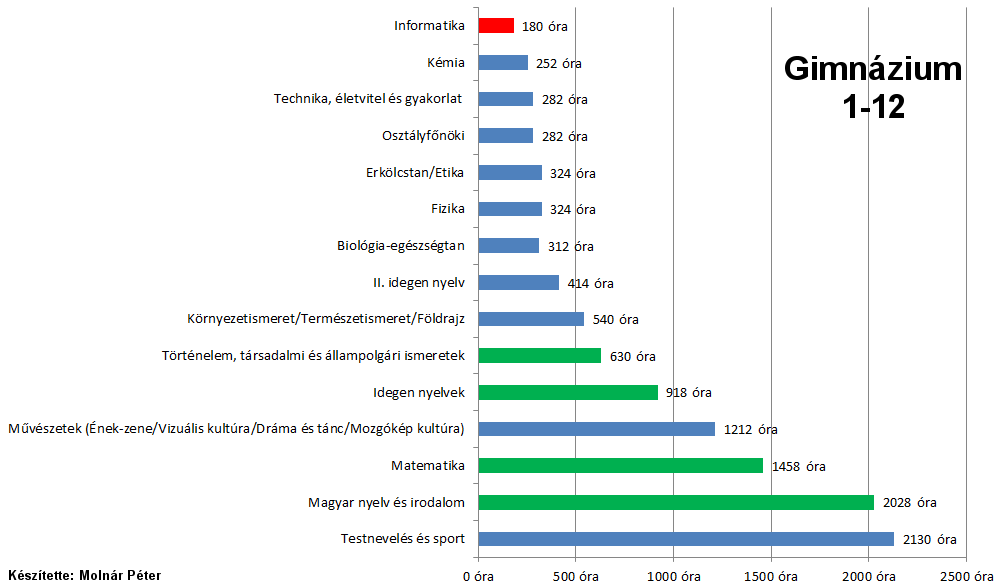 Gimnázium
1-12
Informatika 180 óra
Kémia 252 óra
Technika, életvitel és gyakorlat 282 óra
Osztályfőnöki 282 óra
Erkölcstan/Etika 324 óra
Fizika 324 óra
Biológia-egészségtan 312 óra
II. idegen nyelv 414 óra
Környezetismeret/Természetismeret/Földrajz 540 óra
Történelem, társadalmi és állampolgári ismeretek 630 óra
Idegen nyelvek 918 óra
Művészetek (Ének-zene/Vizuális kultúra/Dráma és tánc/Mozgókép kultúra) 1212 óra
Matematika 1458 óra
Magyar nyelv és irodalom 2028 óra
Testnevelés és sport 2130 óra
0 óra 500 óra 1000 óra 1500 óra 2000 óra 2500 óra
Készítette: Molnár Péter